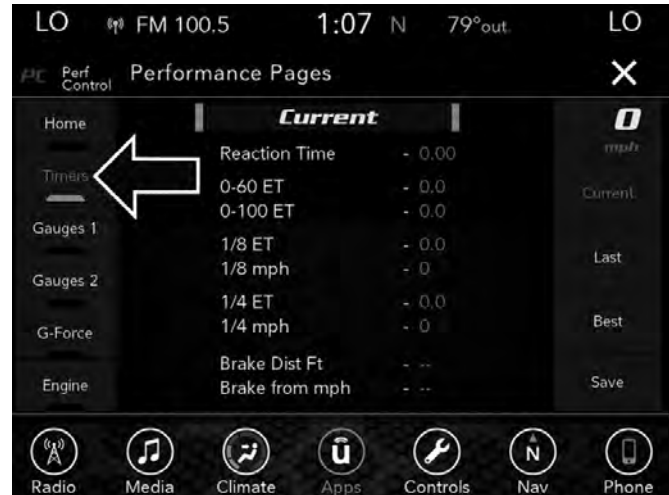 LO FM 100.5 1:07 N 79°out. LO
PC Perf Control Performance Pages
Home
Timers
Gauges 1
Gauges 2
G-Force
Engine
Current
Reaction Time - 0.00
0-60 ET - 0.0
0-100 ET - 0.0
1/8 ET - 0.0
1/8 mph - 0
1/4 ET - 0.0
1/4 mph - 0
Brake Dist Ft - --
Brake from mph - --
0
mph
Current
Last
Best
Save
Radio Media Climate Apps Controls N Nav Phone